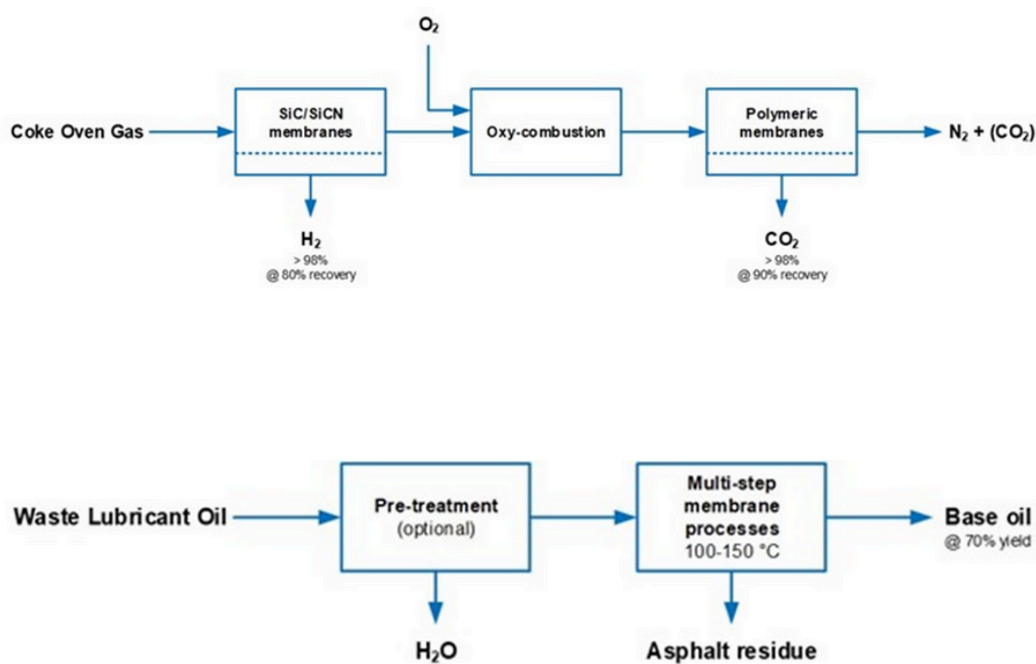 O₂
Coke Oven Gas
SiC/SiCN
membranes
Oxy-combustion
Polymeric
membranes
N₂ + (CO₂)
H₂
> 98%
@ 80% recovery
CO₂
> 98%
@ 90% recovery
Waste Lubricant Oil
Pre-treatment
(optional)
Multi-step
membrane
processes
100-150 °C
Base oil
@ 70% yield
H₂O
Asphalt residue